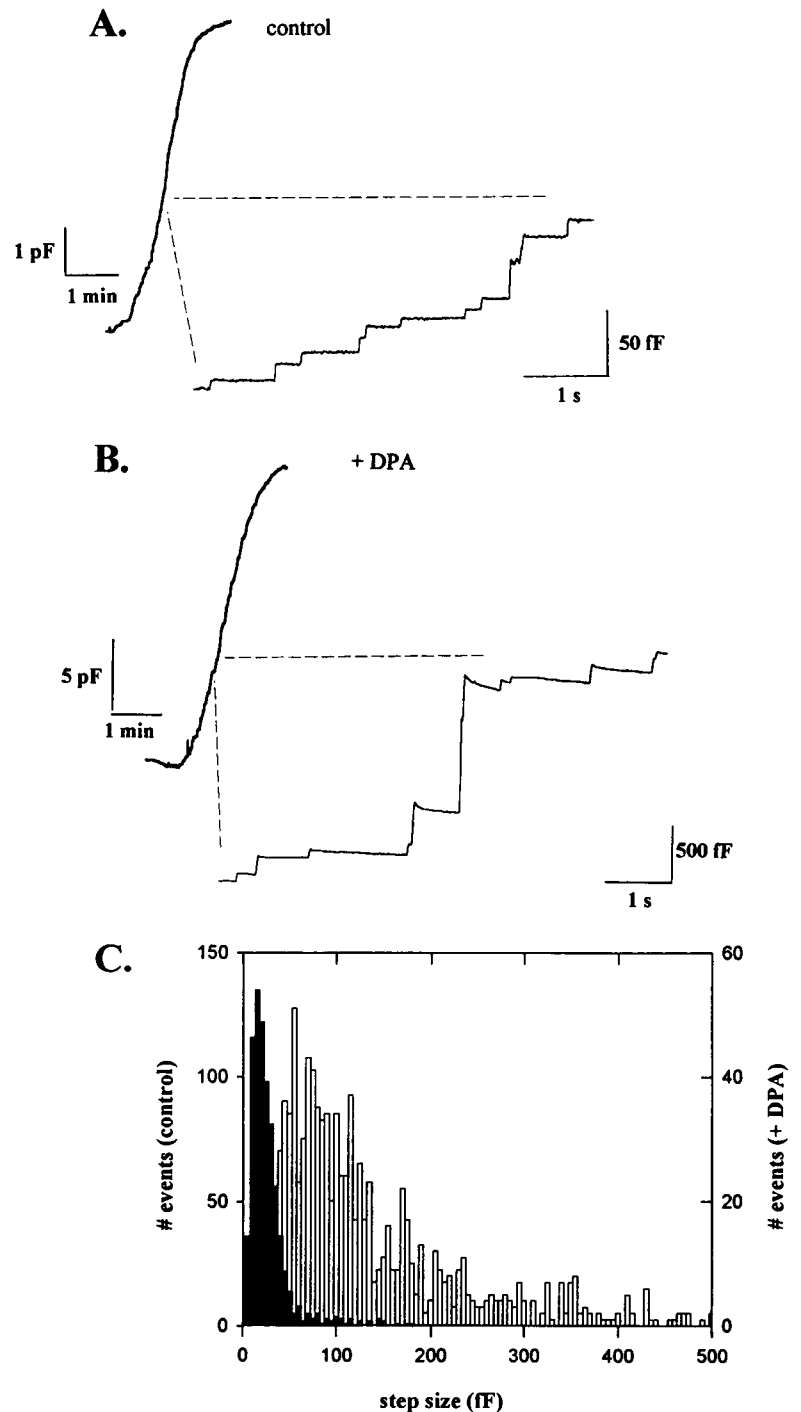 A.
control
1 pF
1 min
50 fF
1 s
B.
+ DPA
5 pF
1 min
500 fF
1 s
C.
150
60
100
40
50
20
0
0
# events (control)
# events (+ DPA)
0 100 200 300 400 500
step size (fF)